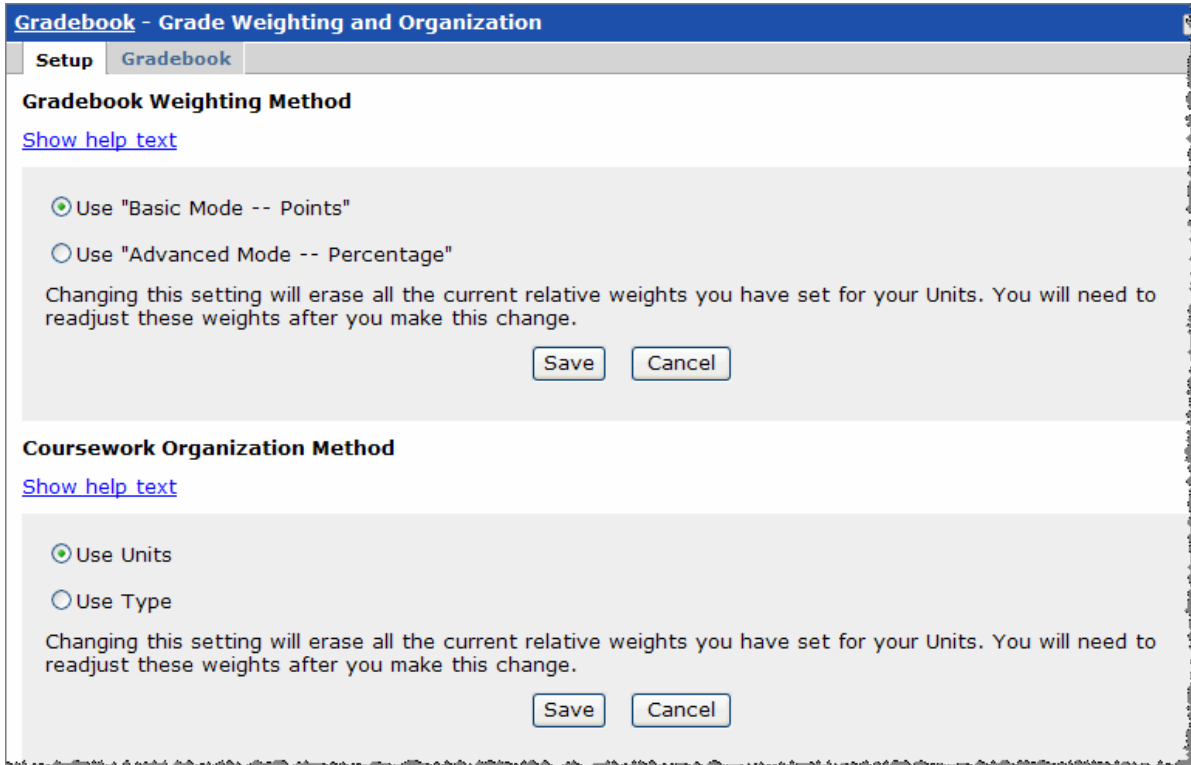 Gradebook - Grade Weighting and Organization
Setup Gradebook
Gradebook Weighting Method
Show help text
Use "Basic Mode -- Points"
Use "Advanced Mode -- Percentage"
Changing this setting will erase all the current relative weights you have set for your Units. You will need to
readjust these weights after you make this change.
Save Cancel
Coursework Organization Method
Show help text
Use Units
Use Type
Changing this setting will erase all the current relative weights you have set for your Units. You will need to
readjust these weights after you make this change.
Save Cancel